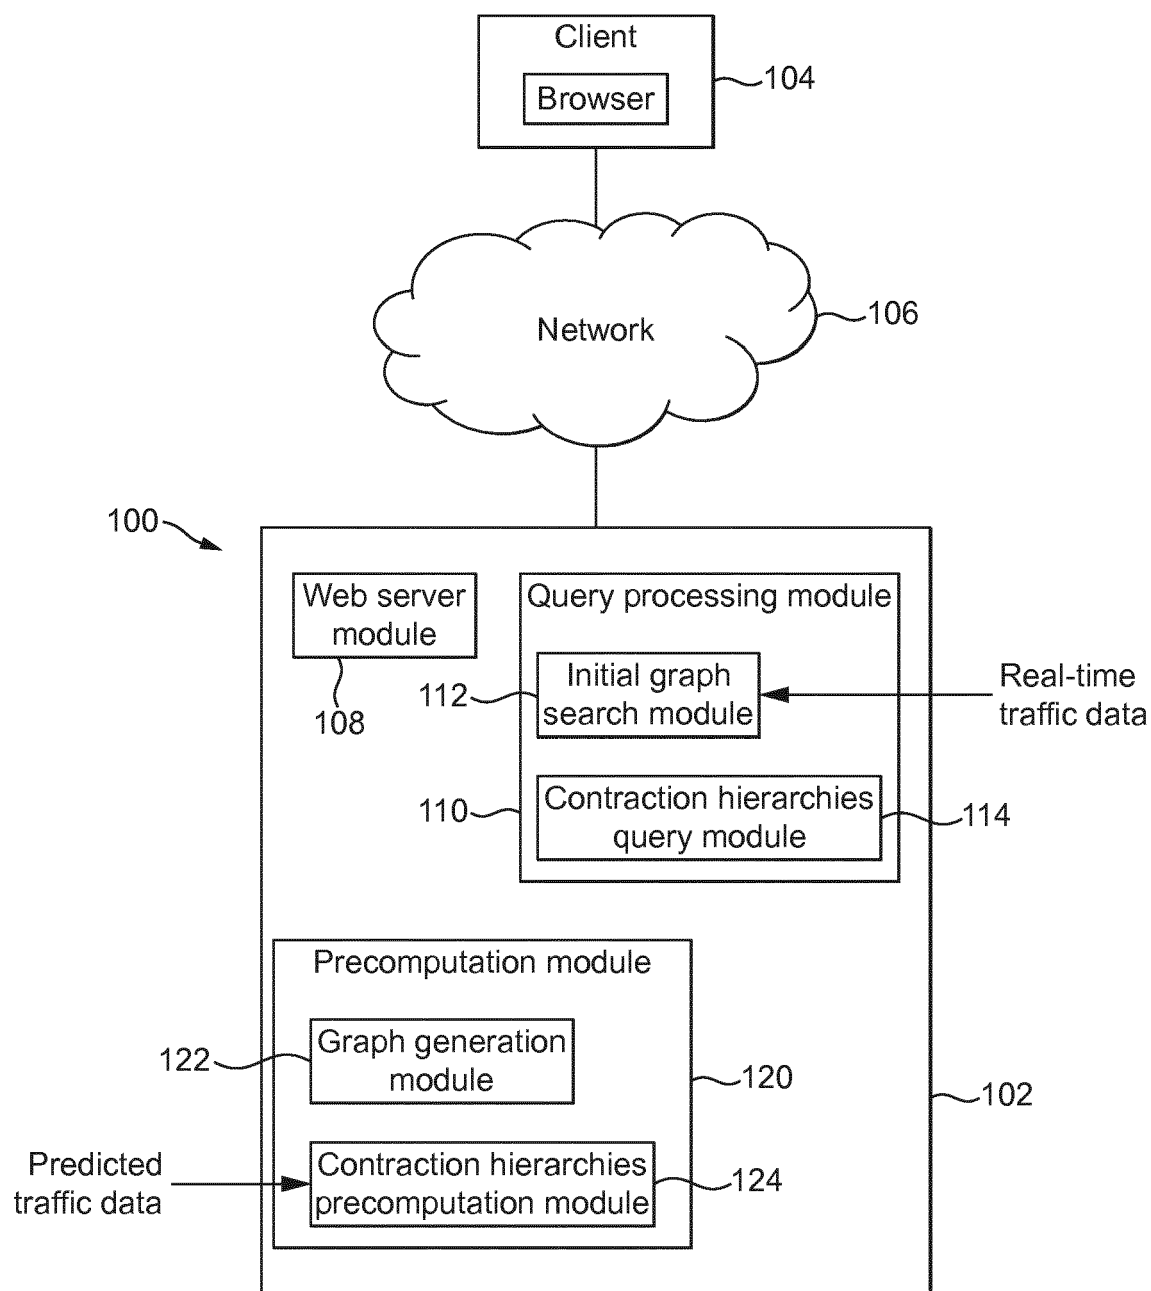 Client
Browser
104
Network
106
100
Web server
module
108
Query processing module
Initial graph
search module
112
Real-time
traffic data
110
Contraction hierarchies
query module
114
Precomputation module
Graph generation
module
122
120
102
Predicted
traffic data
Contraction hierarchies
precomputation module
124